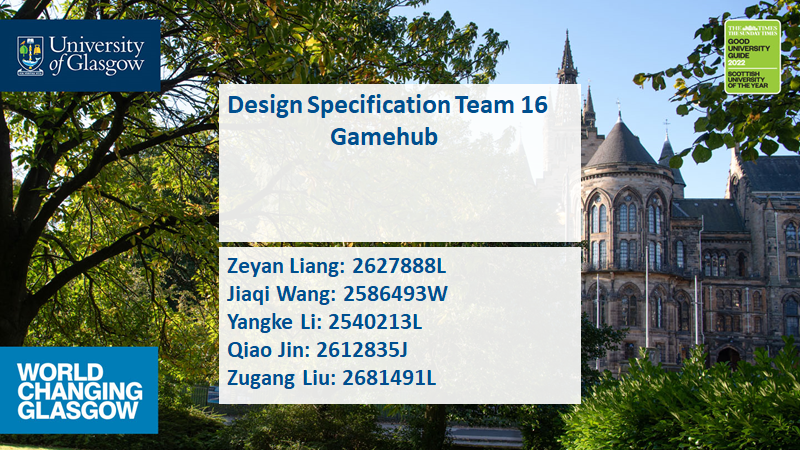 University
of Glasgow
THE TIMES
THE SUNDAY TIMES
GOOD
UNIVERSITY
GUIDE
2022
SCOTTISH
UNIVERSITY
OF THE YEAR
Design Specification Team 16
Gamehub
Zeyan Liang: 2627888L
Jiaqi Wang: 2586493W
Yangke Li: 2540213L
Qiao Jin: 2612835J
Zugang Liu: 2681491L
WORLD
CHANGING
GLASGOW